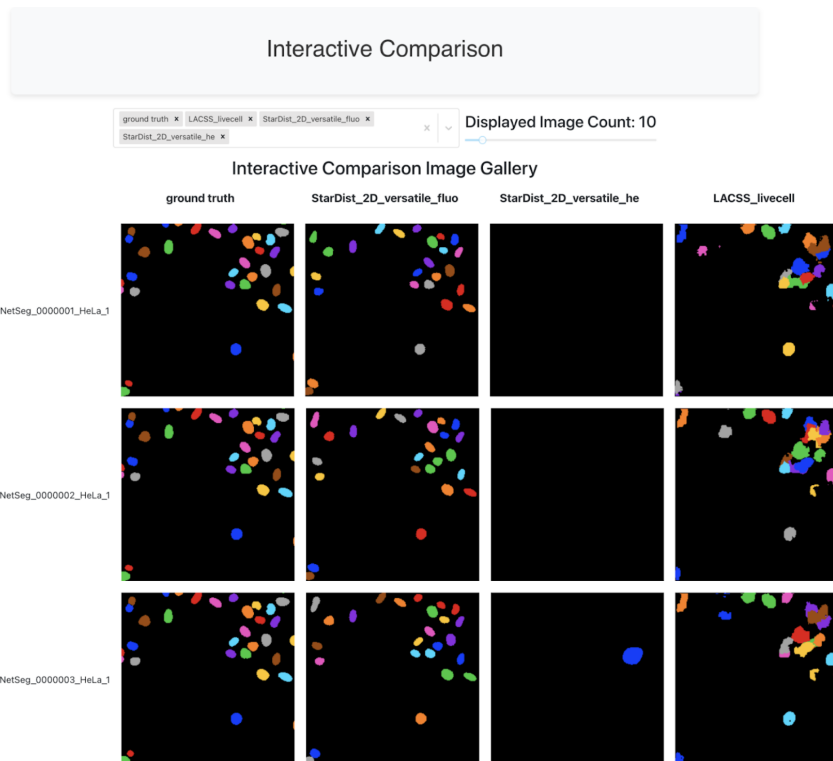 Interactive Comparison
ground truth × LACSS_livecell × StarDist_2D_versatile_fluo ×
StarDist_2D_versatile_he ×
Displayed Image Count: 10
Interactive Comparison Image Gallery
ground truth StarDist_2D_versatile_fluo StarDist_2D_versatile_he LACSS_livecell
NetSeg_0000001_HeLa_1
NetSeg_0000002_HeLa_1
NetSeg_0000003_HeLa_1